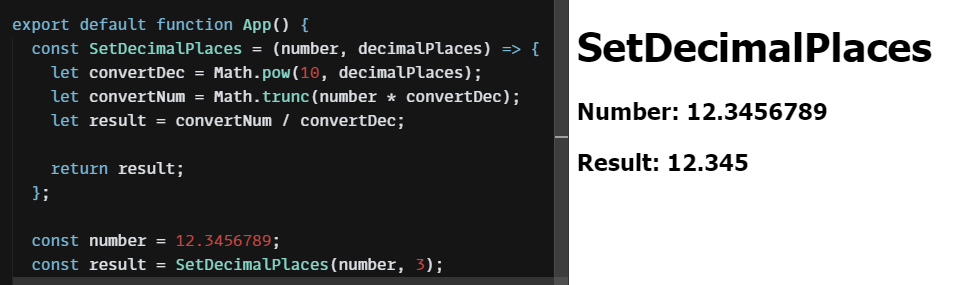 export default function App() {
const SetDecimalPlaces = (number, decimalPlaces) => {
let convertDec = Math.pow(10, decimalPlaces);
let convertNum = Math.trunc(number * convertDec);
let result = convertNum / convertDec;
return result;
};
const number = 12.3456789;
const result = SetDecimalPlaces(number, 3);
SetDecimalPlaces
Number: 12.3456789
Result: 12.345